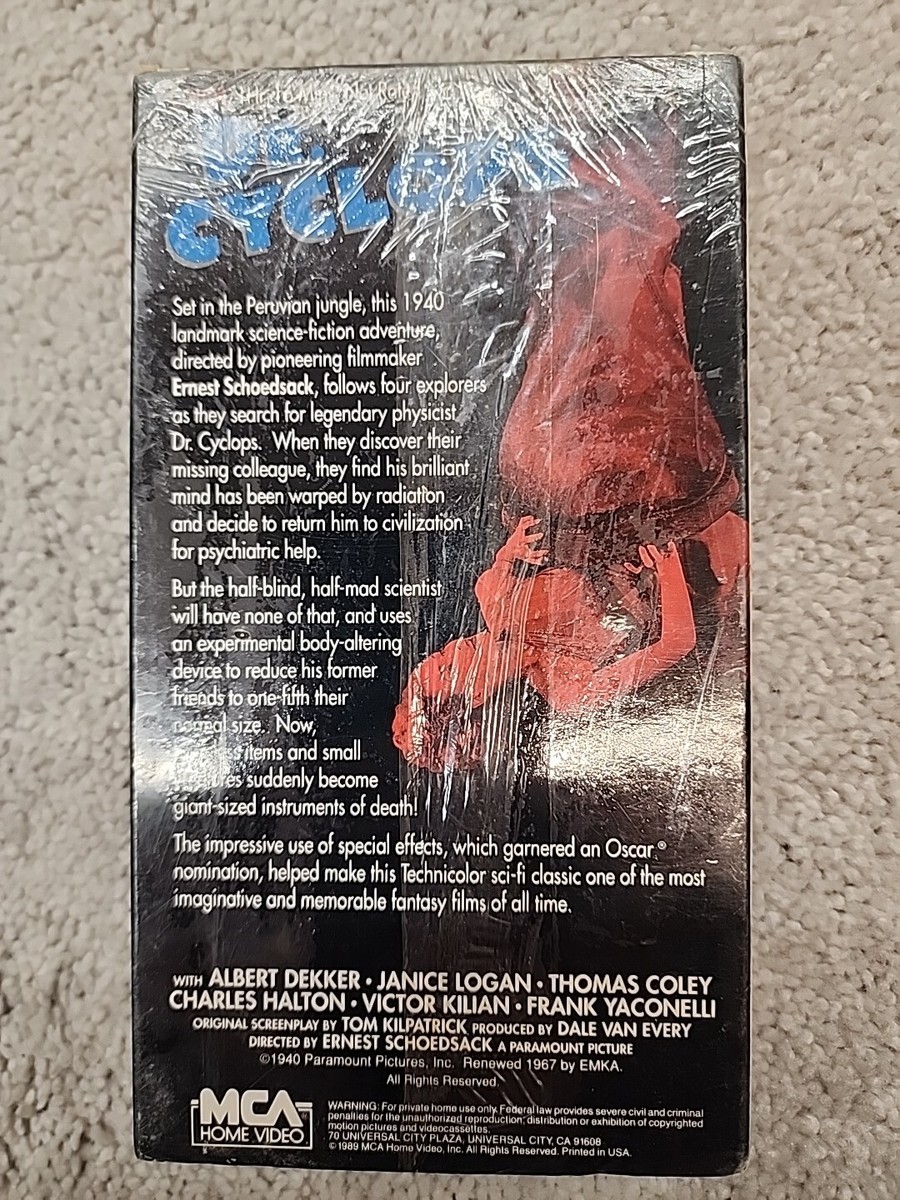 DR.
CYCLOPS
Set in the Peruvian jungle, this 1940
landmark science-fiction adventure,
directed by pioneering filmmaker
Ernest Schoedsack, follows four explorers
as they search for legendary physicist
Dr. Cyclops. When they discover their
missing colleague, they find his brilliant
mind has been warped by radiation
and decide to return him to civilization
for psychiatric help.
But the half-blind, half-mad scientist
will have none of that, and uses
an experimental body-altering
device to reduce his former
friends to one-fifth their
normal size. Now,
items and small
suddenly become
giant-sized instruments of death!
The impressive use of special effects, which garnered an Oscar®
nomination, helped make this Technicolor sci-fi classic one of the most
imaginative and memorable fantasy films of all time.
WITH ALBERT DEKKER • JANICE LOGAN • THOMAS COLEY
CHARLES HALTON • VICTOR KILIAN • FRANK YACONELLI
ORIGINAL SCREENPLAY BY TOM KILPATRICK PRODUCED BY DALE VAN EVERY
DIRECTED BY ERNEST SCHOEDSACK A PARAMOUNT PICTURE
©1940 Paramount Pictures, Inc. Renewed 1967 by EMKA.
All Rights Reserved.
MCA
HOME VIDEO
WARNING: For private home use only. Federal law provides severe civil and criminal
penalties for the unauthorized reproduction, distribution or exhibition of copyrighted
motion pictures and videocassettes.
70 UNIVERSAL CITY PLAZA, UNIVERSAL CITY, CA 91608
©1989 MCA Home Video, Inc. All Rights Reserved. Printed in USA.